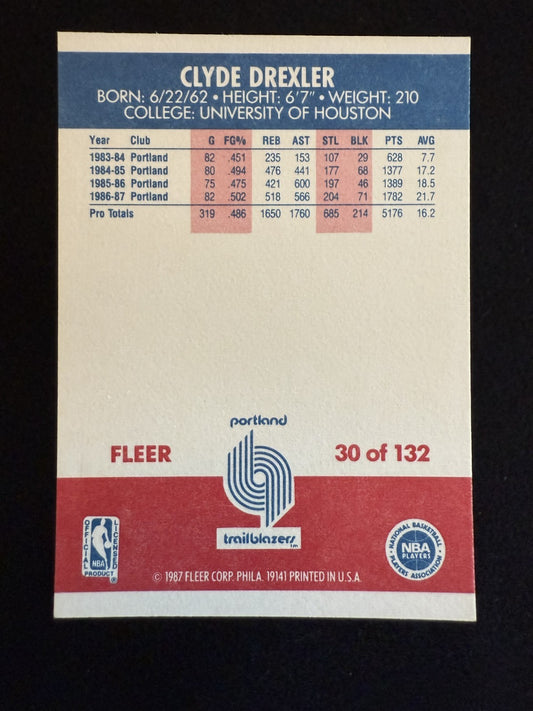 CLYDE DREXLER
BORN: 6/22/62 • HEIGHT: 6'7" • WEIGHT: 210
COLLEGE: UNIVERSITY OF HOUSTON
Year Club G FG% REB AST STL BLK PTS AVG
1983-84 Portland 82 .451 235 153 107 29 628 7.7
1984-85 Portland 80 .494 476 441 177 68 1377 17.2
1985-86 Portland 75 .475 421 600 197 46 1389 18.5
1986-87 Portland 82 .502 518 566 204 71 1782 21.7
Pro Totals 319 .486 1650 1760 685 214 5176 16.2
portland
FLEER
30 of 132
trailblazers™
OFFICIAL LICENSED
NBA
PRODUCT ®
NATIONAL BASKETBALL
NBA
PLAYERS
PLAYERS ASSOCIATION
© 1987 FLEER CORP. PHILA. 19141 PRINTED IN U.S.A.